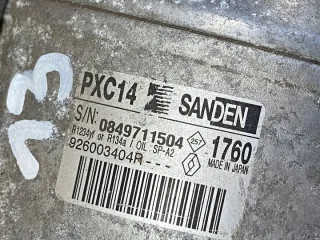 13
PXC14 SANDEN
S/N: 0849711504 257 1760
R1234yf or R134a / OIL SP-A2 MADE IN JAPAN
926003404R---